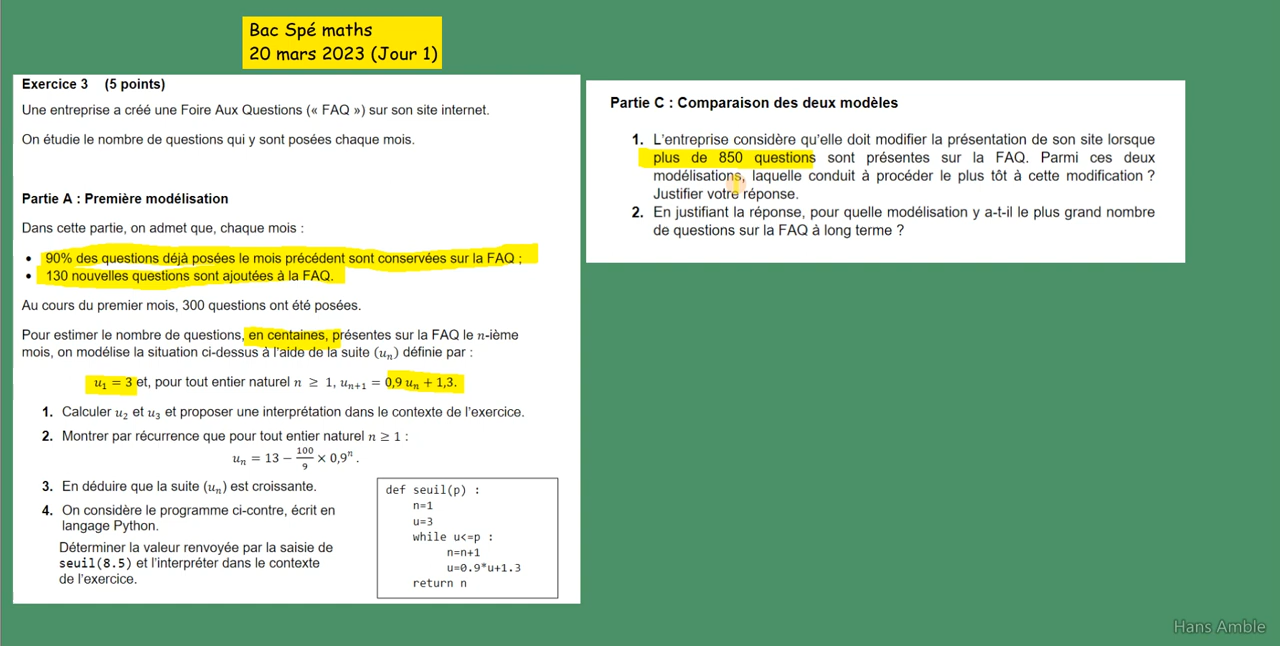 Bac Spé maths
20 mars 2023 (Jour 1)
Exercice 3 (5 points)
Une entreprise a créé une Foire Aux Questions (« FAQ ») sur son site internet.
On étudie le nombre de questions qui y sont posées chaque mois.
Partie A : Première modélisation
Dans cette partie, on admet que, chaque mois :
• 90% des questions déjà posées le mois précédent sont conservées sur la FAQ ;
• 130 nouvelles questions sont ajoutées à la FAQ.
Au cours du premier mois, 300 questions ont été posées.
Pour estimer le nombre de questions, en centaines, présentes sur la FAQ le n-ième
mois, on modélise la situation ci-dessus à l'aide de la suite (uₙ) définie par :
u₁ = 3 et, pour tout entier naturel n ≥ 1, uₙ₊₁ = 0,9 uₙ + 1,3.
1. Calculer u₂ et u₃ et proposer une interprétation dans le contexte de l'exercice.
2. Montrer par récurrence que pour tout entier naturel n ≥ 1 :
uₙ = 13 − 100/9 × 0,9ⁿ .
3. En déduire que la suite (uₙ) est croissante.
4. On considère le programme ci-contre, écrit en
langage Python.
Déterminer la valeur renvoyée par la saisie de
seuil(8.5) et l'interpréter dans le contexte
de l'exercice.
def seuil(p) :
n=1
u=3
while u<=p :
n=n+1
u=0.9*u+1.3
return n
Partie C : Comparaison des deux modèles
1. L'entreprise considère qu'elle doit modifier la présentation de son site lorsque
plus de 850 questions sont présentes sur la FAQ. Parmi ces deux
modélisations, laquelle conduit à procéder le plus tôt à cette modification ?
Justifier votre réponse.
2. En justifiant la réponse, pour quelle modélisation y a-t-il le plus grand nombre
de questions sur la FAQ à long terme ?
Hans Amble